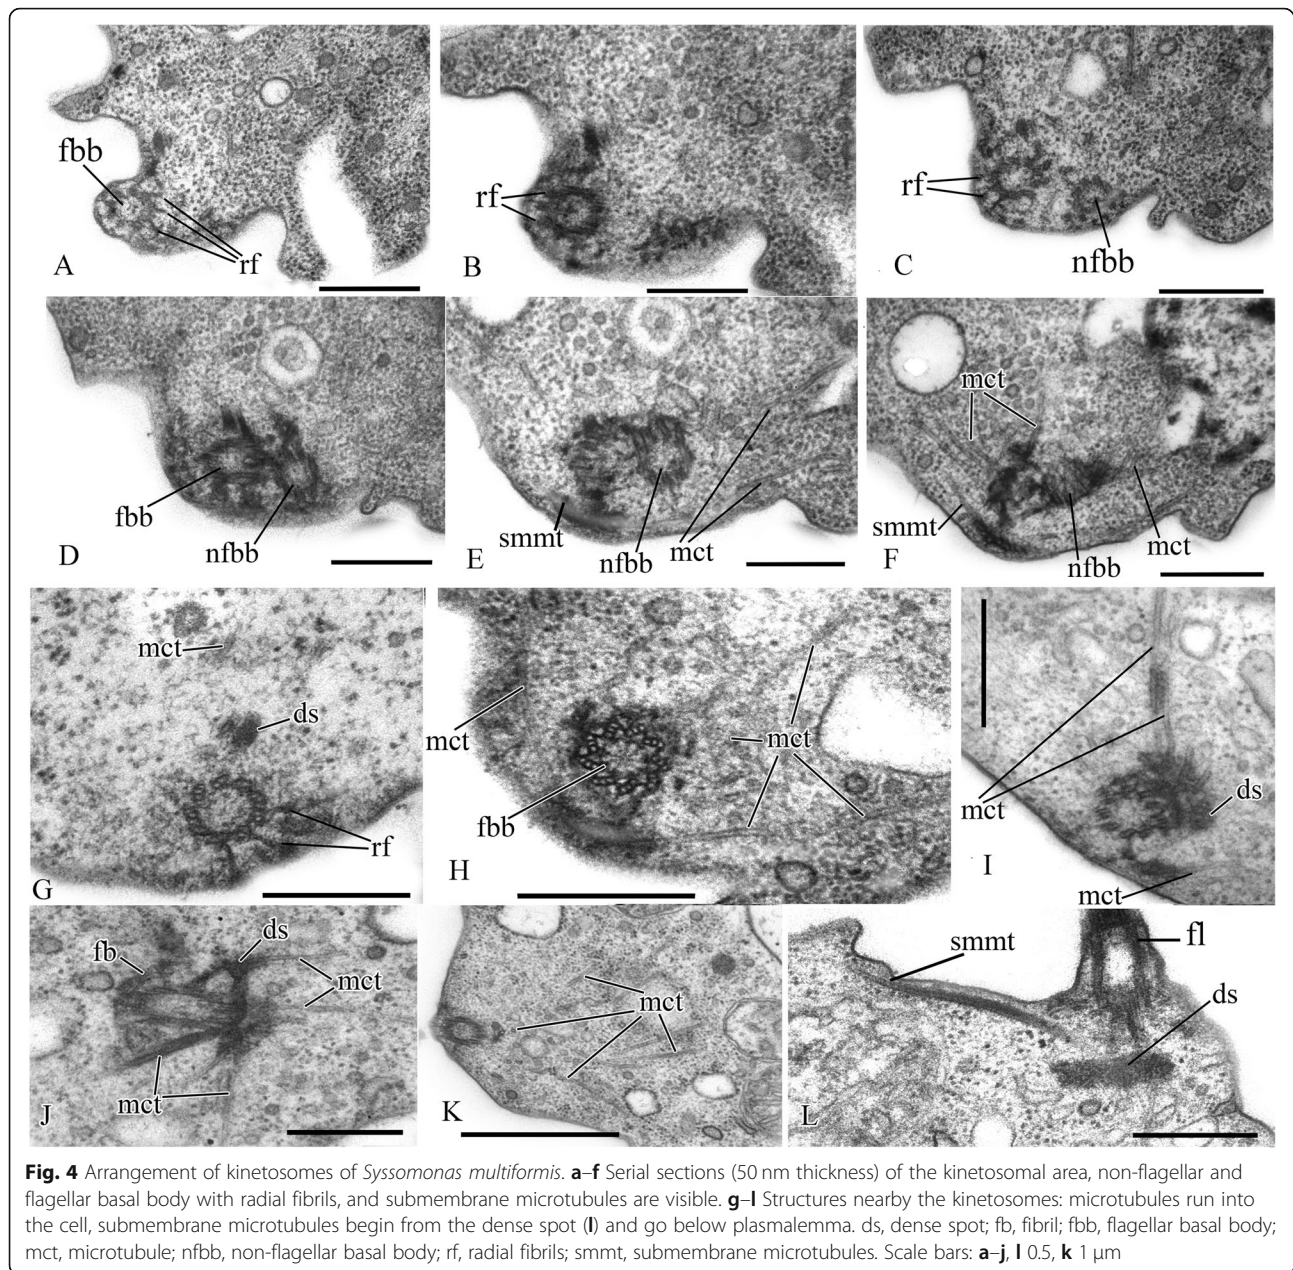 fbb
rf
A
rf
B
rf
nfbb
C
fbb
nfbb
D
smmt
nfbb
mct
E
mct
smmt
nfbb
mct
F
mct
ds
rf
G
mct
mct
fbb
H
mct
ds
mct
I
fb
ds
mct
mct
J
mct
K
smmt
fl
ds
L
Fig. 4 Arrangement of kinetosomes of Syssomonas multiformis. a–f Serial sections (50 nm thickness) of the kinetosomal area, non-flagellar and
flagellar basal body with radial fibrils, and submembrane microtubules are visible. g–l Structures nearby the kinetosomes: microtubules run into
the cell, submembrane microtubules begin from the dense spot (l) and go below plasmalemma. ds, dense spot; fb, fibril; fbb, flagellar basal body;
mct, microtubule; nfbb, non-flagellar basal body; rf, radial fibrils; smmt, submembrane microtubules. Scale bars: a–j, l 0.5, k 1 μm